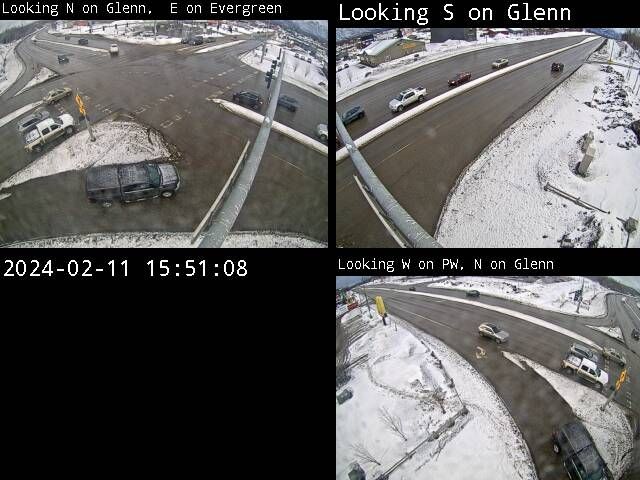 Looking N on Glenn, E on Evergreen
Looking S on Glenn
2024-02-11 15:51:08
Looking W on PW, N on Glenn